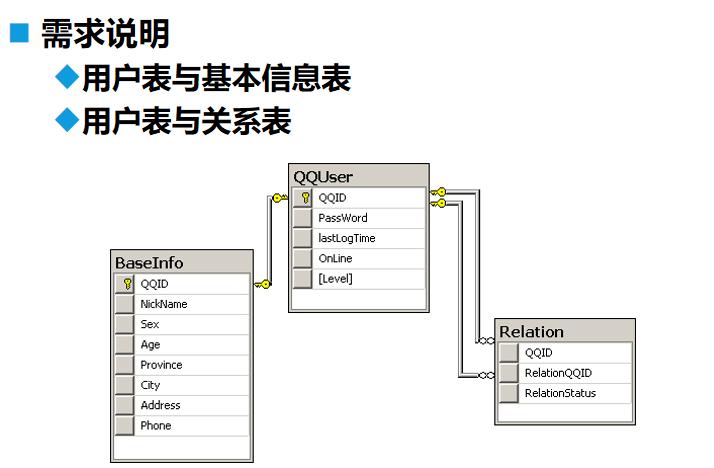 需求说明
用户表与基本信息表
用户表与关系表
QQUser
QQID
PassWord
lastLogTime
OnLine
[Level]
BaseInfo
QQID
NickName
Sex
Age
Province
City
Address
Phone
Relation
QQID
RelationQQID
RelationStatus